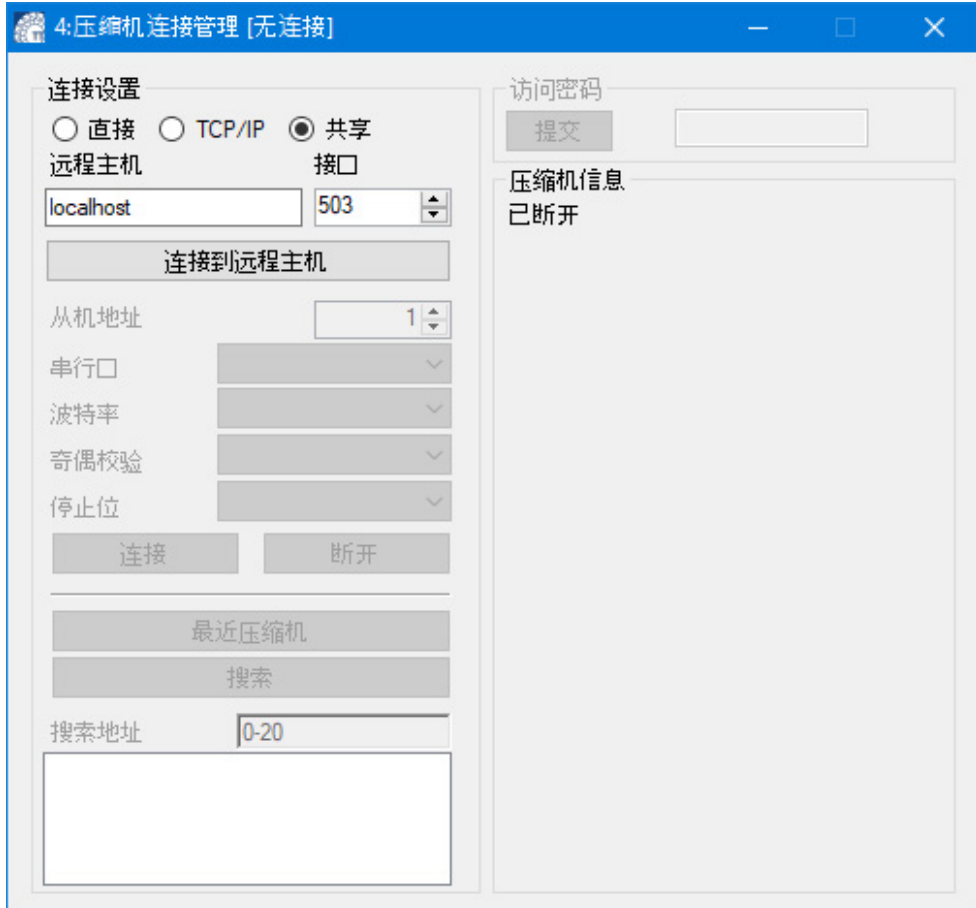 4:压缩机连接管理 [无连接]
连接设置
直接 TCP/IP 共享
远程主机 接口
localhost 503
连接到远程主机
从机地址 1
串行口
波特率
奇偶校验
停止位
连接 断开
最近压缩机
搜索
搜索地址 0-20
访问密码
提交
压缩机信息
已断开